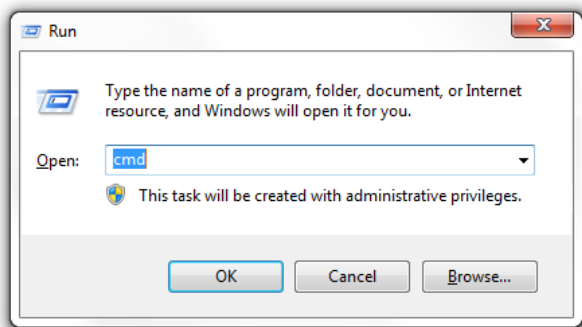 Run
Type the name of a program, folder, document, or Internet
resource, and Windows will open it for you.
Open: cmd
This task will be created with administrative privileges.
OK Cancel Browse...